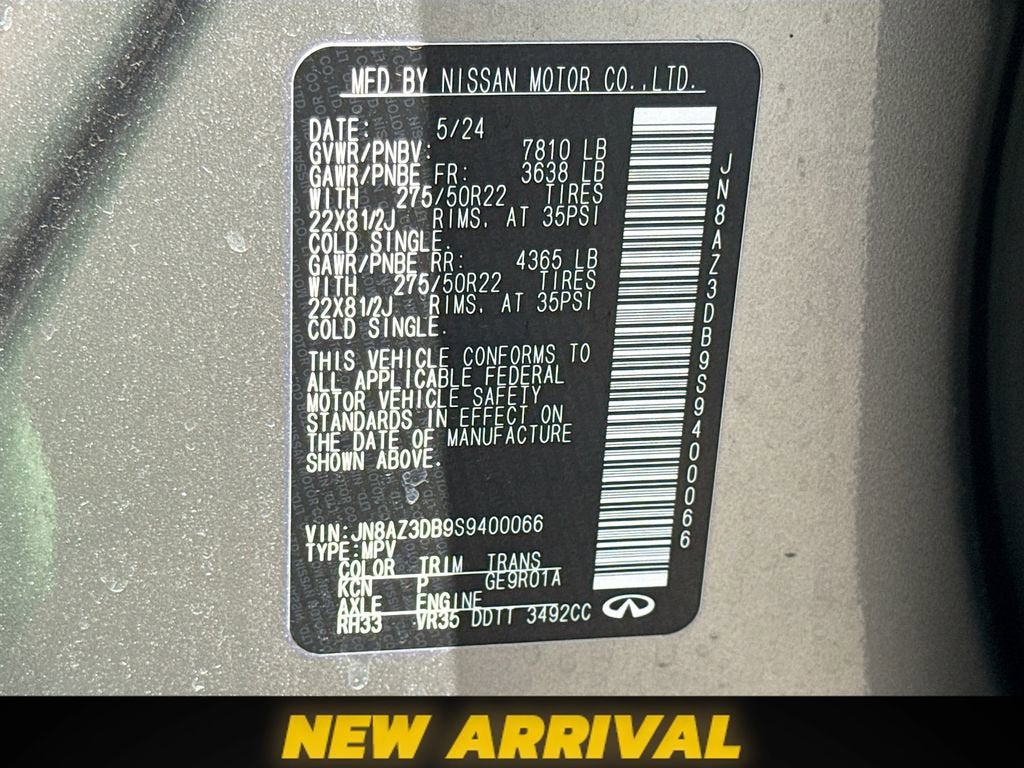 MFD BY NISSAN MOTOR CO.,LTD.
DATE: 5/24
GVWR/PNBV: 7810 LB
GAWR/PNBE FR: 3638 LB
WITH 275/50R22 TIRES
22X81/2J RIMS, AT 35PSI
COLD SINGLE.
GAWR/PNBE RR: 4365 LB
WITH 275/50R22 TIRES
22X81/2J RIMS, AT 35PSI
COLD SINGLE.
THIS VEHICLE CONFORMS TO
ALL APPLICABLE FEDERAL
MOTOR VEHICLE SAFETY
STANDARDS IN EFFECT ON
THE DATE OF MANUFACTURE
SHOWN ABOVE.
VIN:JN8AZ3DB9S9400066
TYPE:MPV
COLOR TRIM TRANS
KCN P GE9R01A
AXLE ENGINE
RH33 VR35 DDTT 3492CC
JN8AZ3DB9S9400066
NEW ARRIVAL